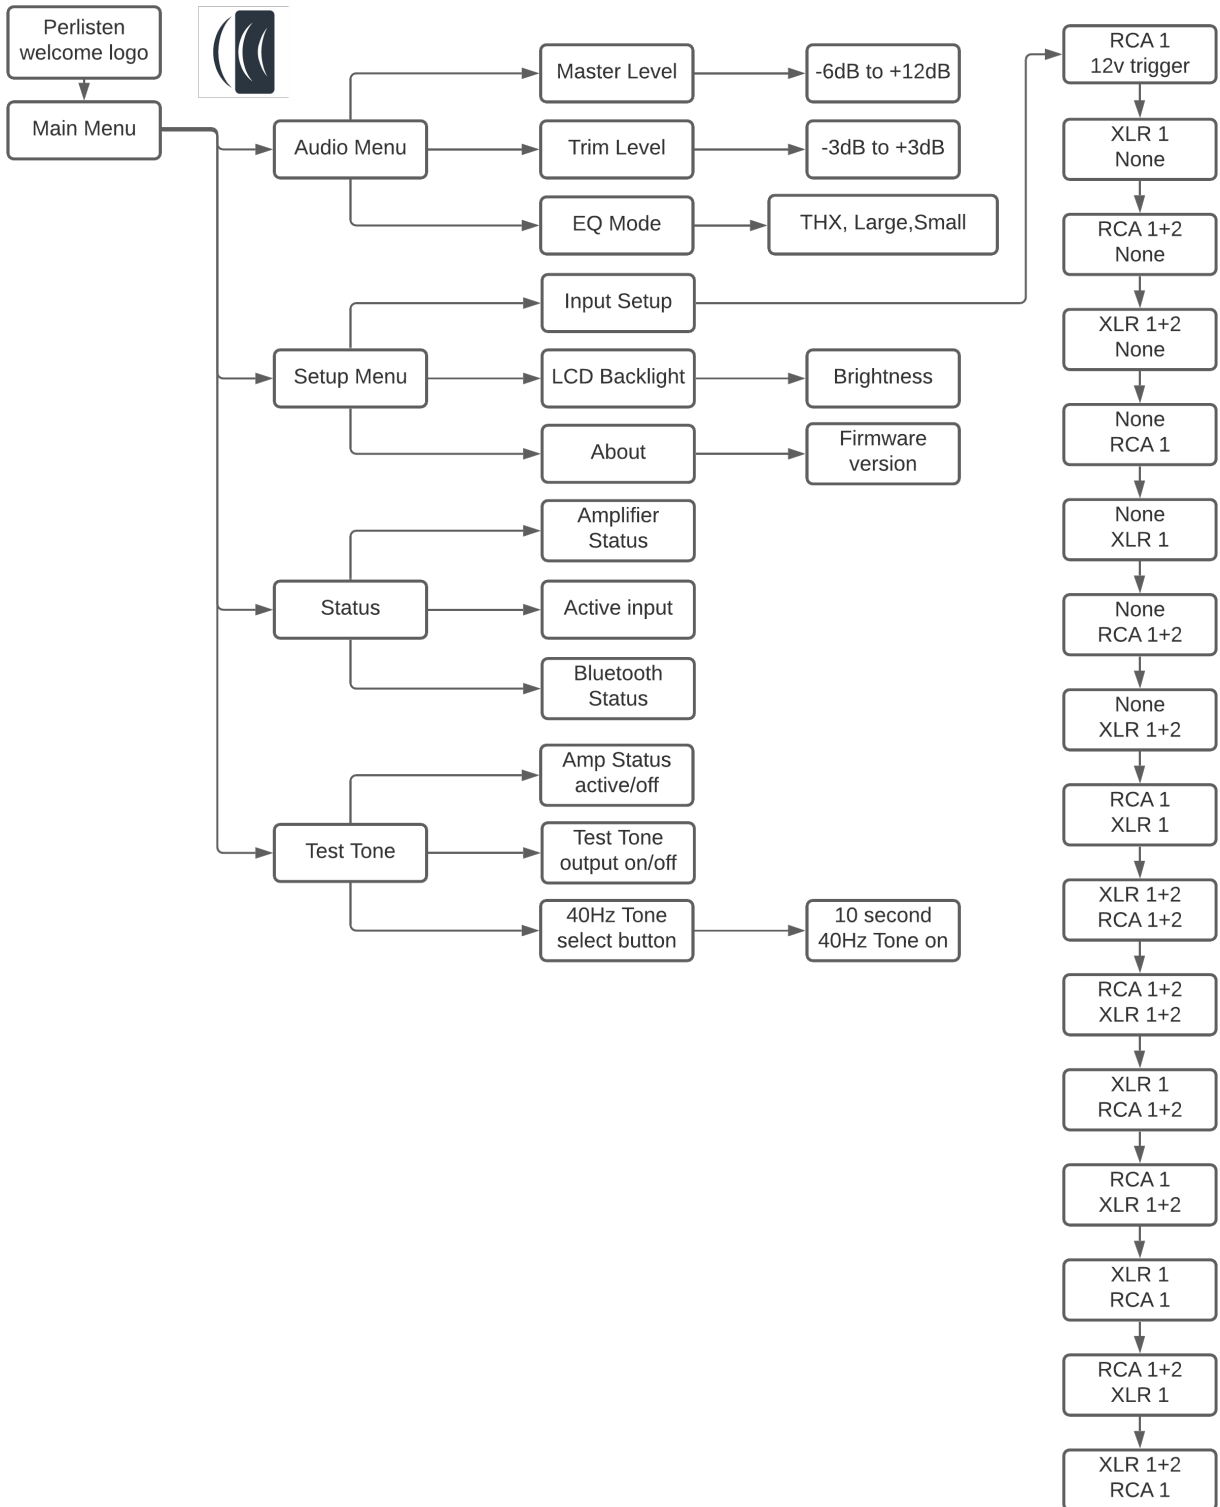 Perlisten
welcome logo
Main Menu
Audio Menu
Master Level
-6dB to +12dB
Trim Level
-3dB to +3dB
EQ Mode
THX, Large,Small
Setup Menu
Input Setup
LCD Backlight
Brightness
About
Firmware
version
Status
Amplifier
Status
Active input
Bluetooth
Status
Test Tone
Amp Status
active/off
Test Tone
output on/off
40Hz Tone
select button
10 second
40Hz Tone on
RCA 1
12v trigger
XLR 1
None
RCA 1+2
None
XLR 1+2
None
None
RCA 1
None
XLR 1
None
RCA 1+2
None
XLR 1+2
RCA 1
XLR 1
XLR 1+2
RCA 1+2
RCA 1+2
XLR 1+2
XLR 1
RCA 1+2
RCA 1
XLR 1+2
XLR 1
RCA 1
RCA 1+2
XLR 1
XLR 1+2
RCA 1